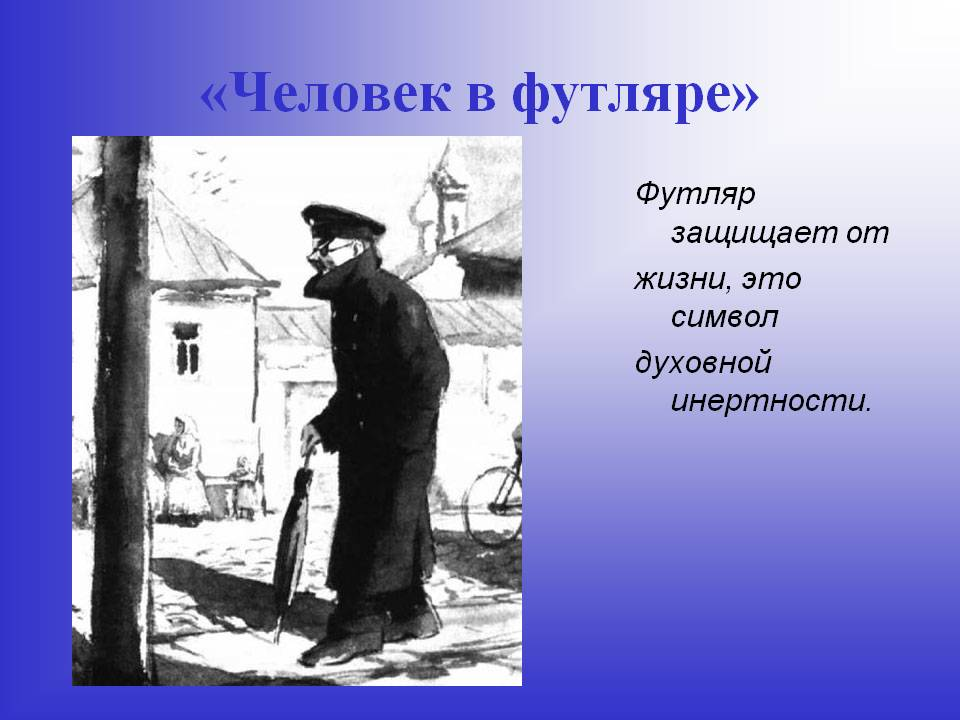 «Человек в футляре»
Футляр
защищает от
жизни, это
символ
духовной
инертности.